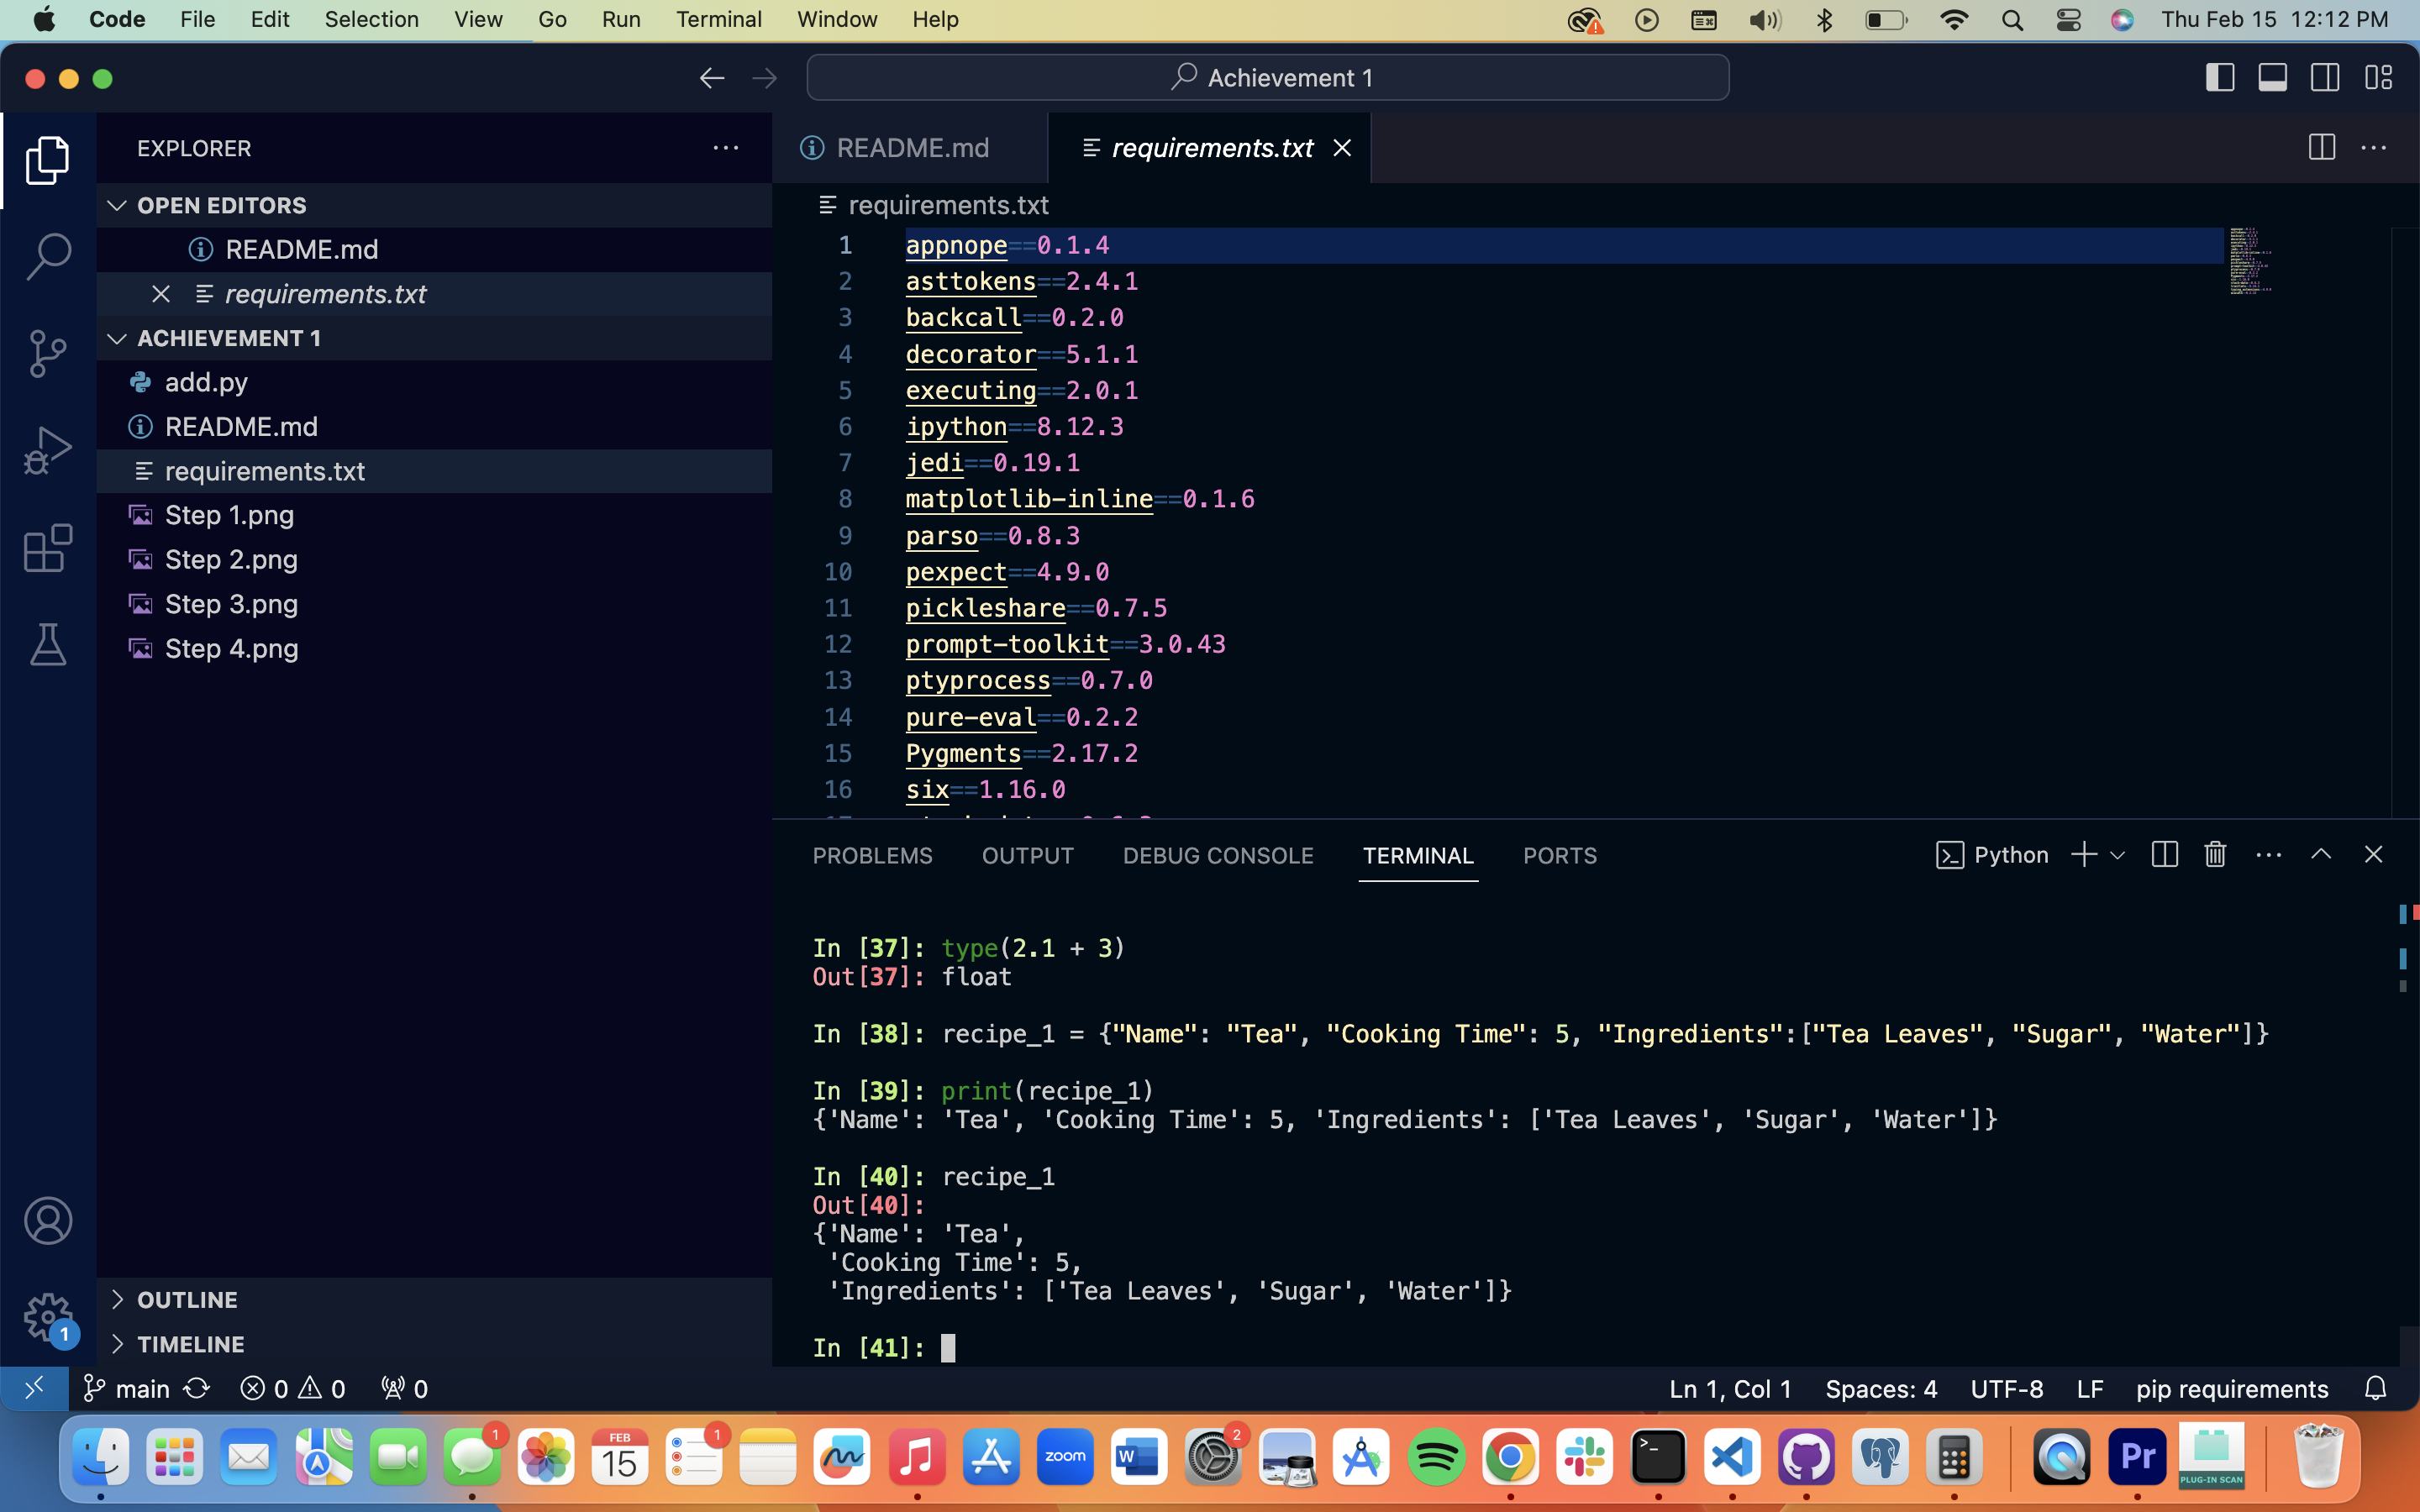 Code File Edit Selection View Go Run Terminal Window Help Thu Feb 15 12:12 PM
Achievement 1
EXPLORER
OPEN EDITORS
README.md
requirements.txt
ACHIEVEMENT 1
add.py
README.md
requirements.txt
Step 1.png
Step 2.png
Step 3.png
Step 4.png
OUTLINE
TIMELINE
README.md requirements.txt
requirements.txt
1 appnope==0.1.4
2 asttokens==2.4.1
3 backcall==0.2.0
4 decorator==5.1.1
5 executing==2.0.1
6 ipython==8.12.3
7 jedi==0.19.1
8 matplotlib-inline==0.1.6
9 parso==0.8.3
10 pexpect==4.9.0
11 pickleshare==0.7.5
12 prompt-toolkit==3.0.43
13 ptyprocess==0.7.0
14 pure-eval==0.2.2
15 Pygments==2.17.2
16 six==1.16.0
PROBLEMS OUTPUT DEBUG CONSOLE TERMINAL PORTS Python
In [37]: type(2.1 + 3)
Out[37]: float
In [38]: recipe_1 = {"Name": "Tea", "Cooking Time": 5, "Ingredients":["Tea Leaves", "Sugar", "Water"]}
In [39]: print(recipe_1)
{'Name': 'Tea', 'Cooking Time': 5, 'Ingredients': ['Tea Leaves', 'Sugar', 'Water']}
In [40]: recipe_1
Out[40]:
{'Name': 'Tea',
'Cooking Time': 5,
'Ingredients': ['Tea Leaves', 'Sugar', 'Water']}
In [41]:
1
main 0 0 0 Ln 1, Col 1 Spaces: 4 UTF-8 LF pip requirements
1 FEB 15 1 zoom W 2 >_ Pr PLUG-IN SCAN